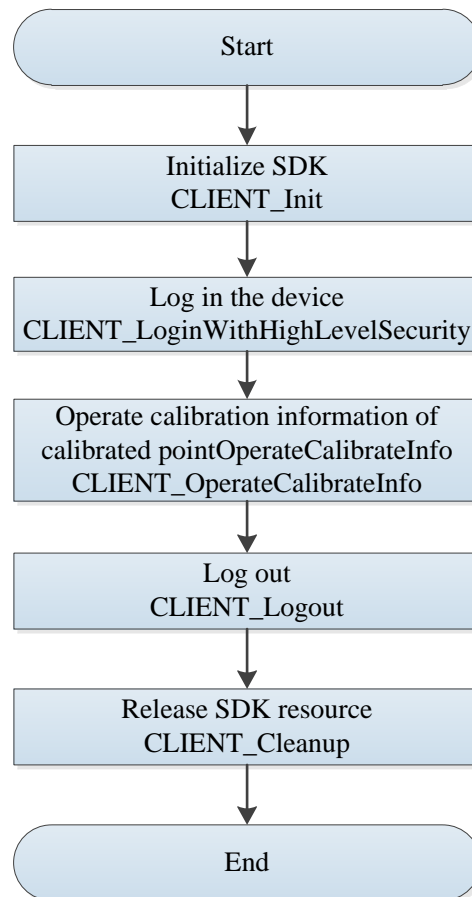 Start
Initialize SDK
CLIENT_Init
Log in the device
CLIENT_LoginWithHighLevelSecurity
Operate calibration information of
calibrated pointOperateCalibrateInfo
CLIENT_OperateCalibrateInfo
Log out
CLIENT_Logout
Release SDK resource
CLIENT_Cleanup
End